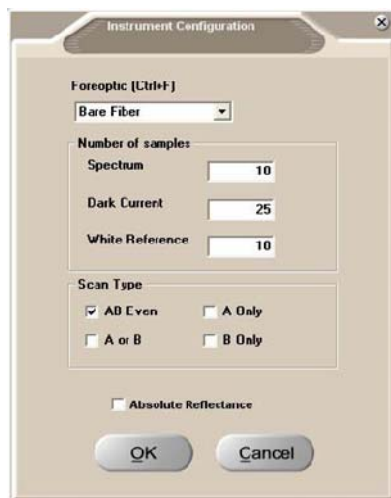 Instrument Configuration
Foreoptic [Ctrl+F]
Bare Fiber
Number of samples
Spectrum 10
Dark Current 25
White Reference 10
Scan Type
AB Even A Only
A or B B Only
Absolute Reflectance
OK Cancel